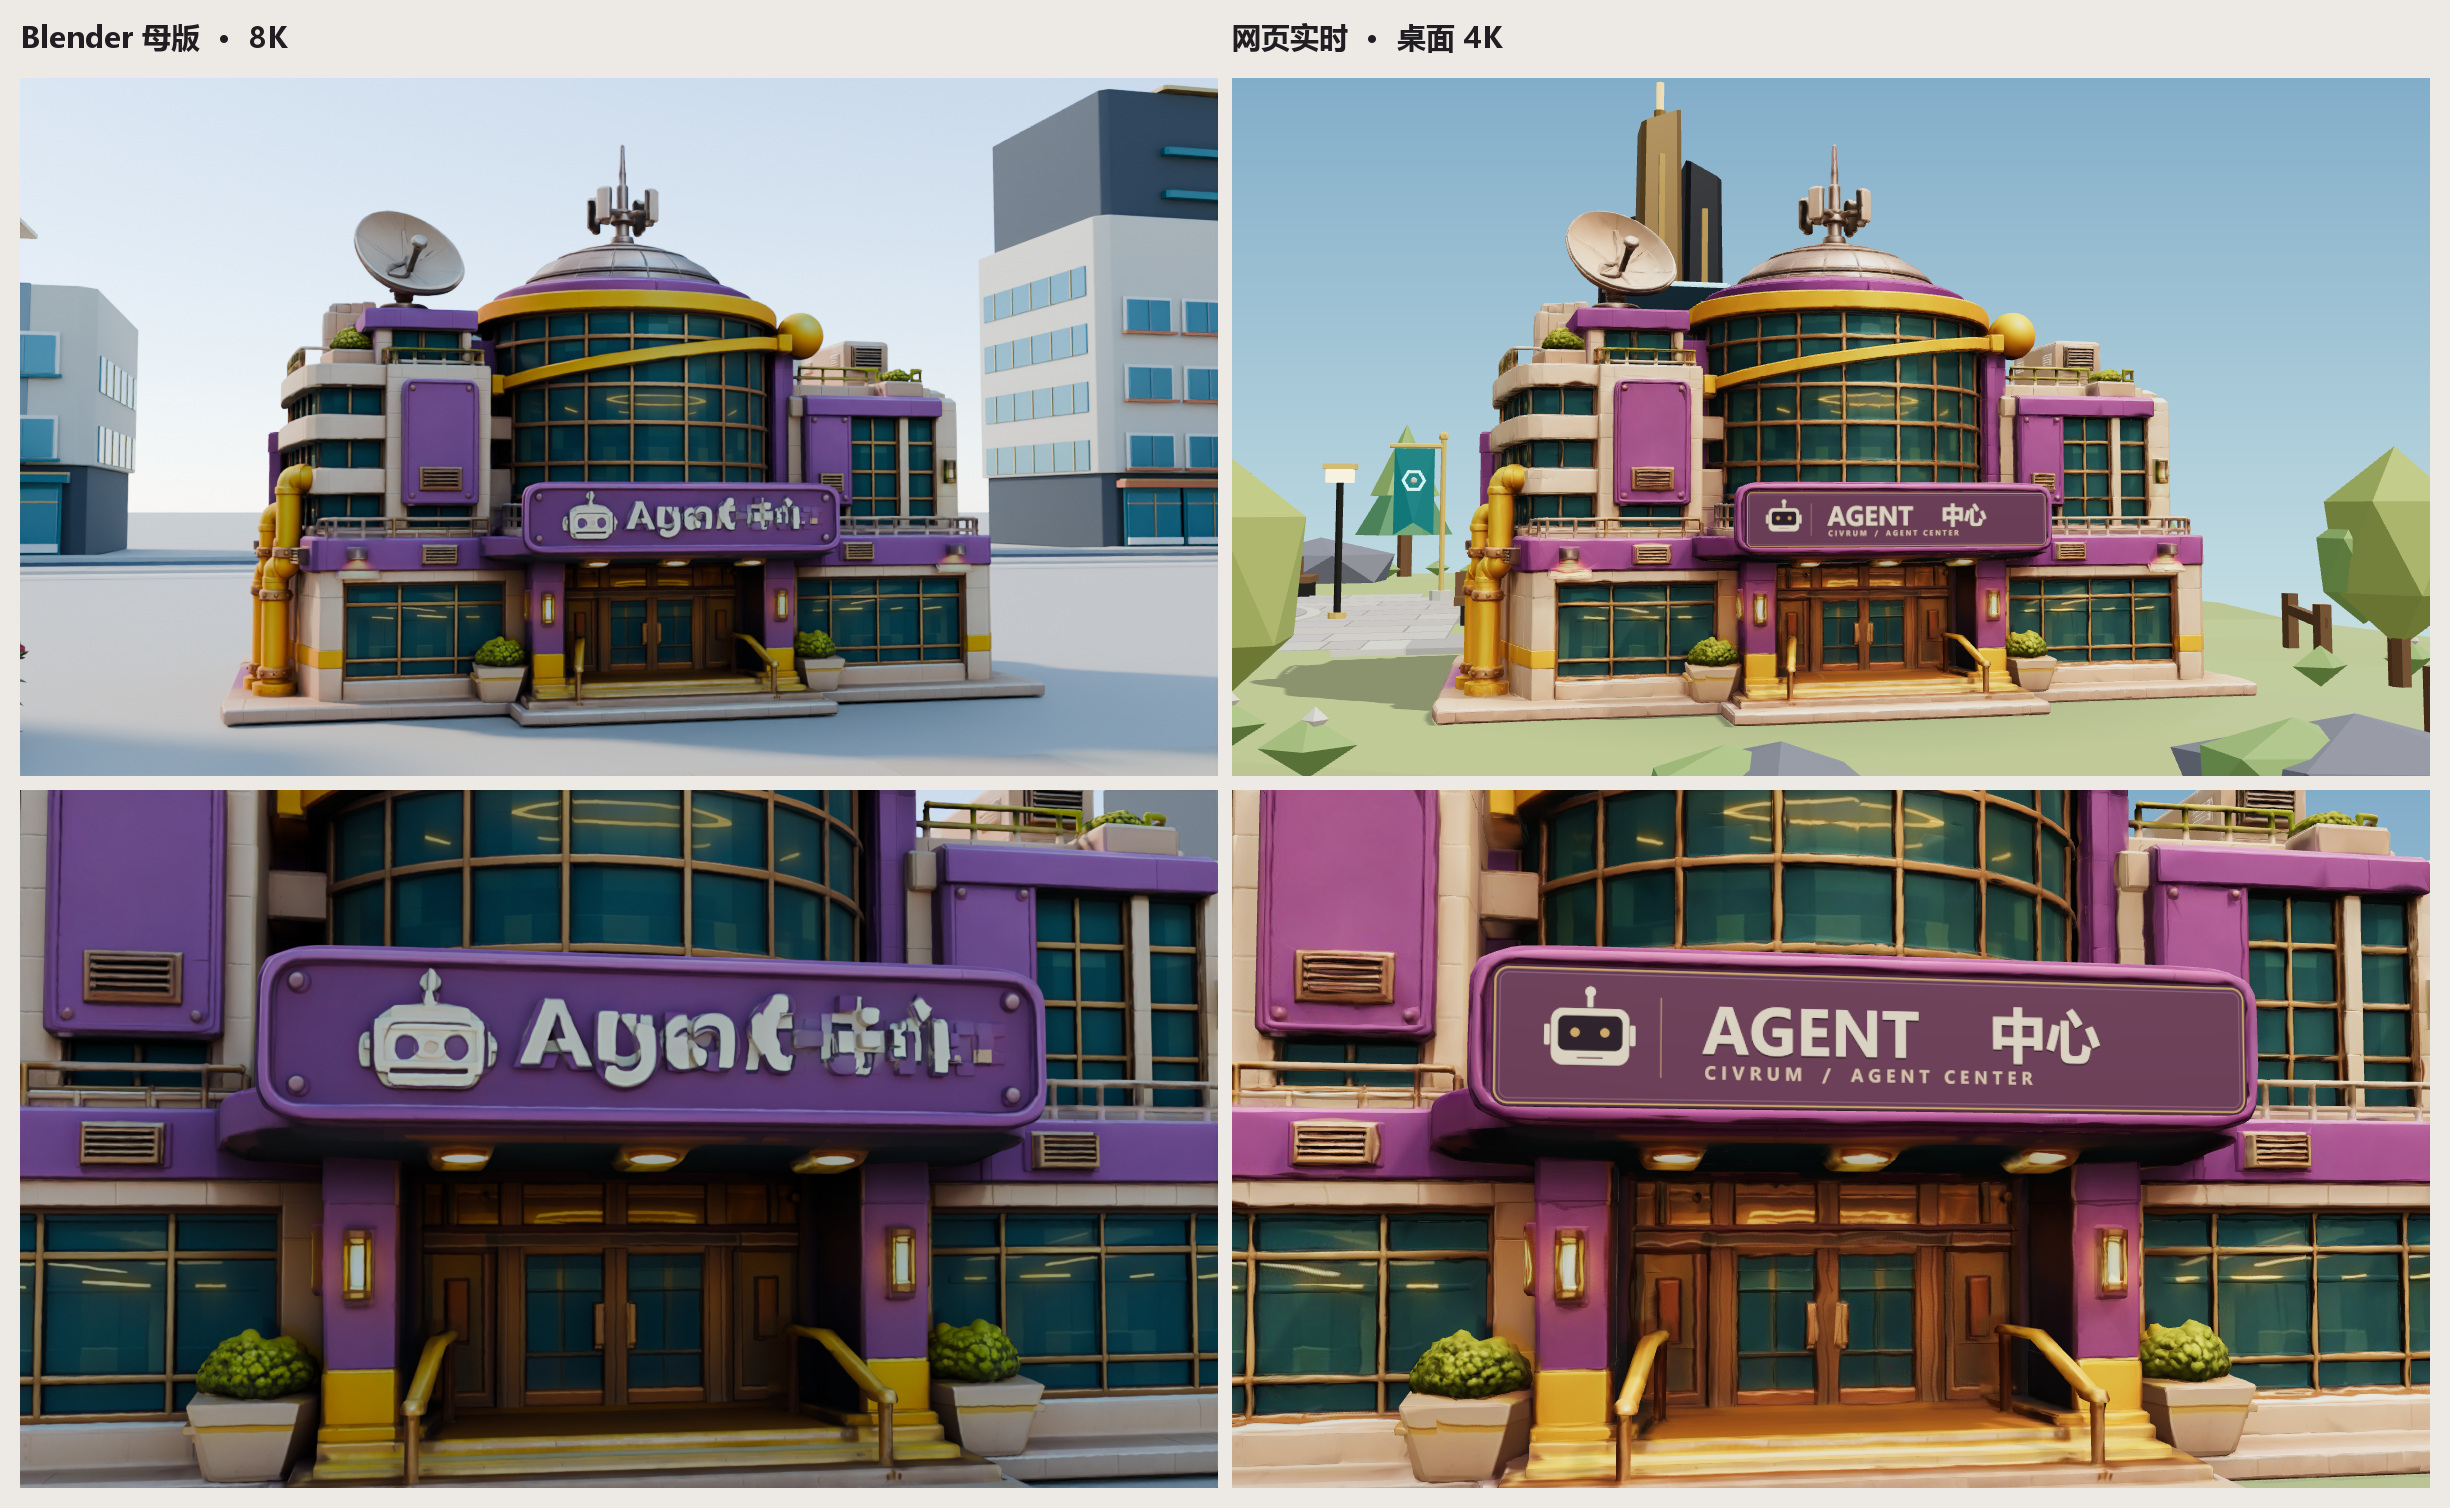 Blender 母版 • 8K
网页实时 • 桌面 4K
AGENT 中心
CIVRUM / AGENT CENTER
AGENT 中心
CIVRUM / AGENT CENTER